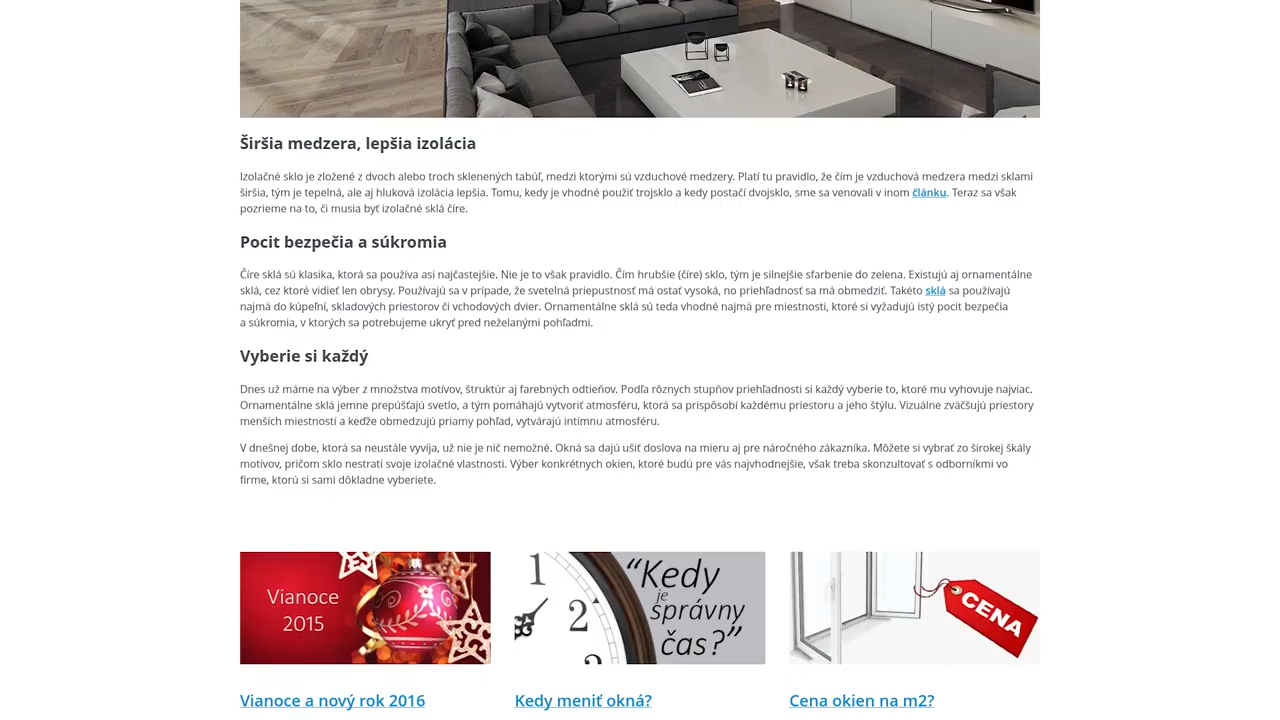 Širšia medzera, lepšia izolácia
Izolačné sklo je zložené z dvoch alebo troch sklenených tabúľ, medzi ktorými sú vzduchové medzery. Platí tu pravidlo, že čím je vzduchová medzera medzi sklami
širšia, tým je tepelná, ale aj hluková izolácia lepšia. Tomu, kedy je vhodné použiť trojsklo a kedy postačí dvojsklo, sme sa venovali v inom článku. Teraz sa však
pozrieme na to, či musia byť izolačné sklá číre.
Pocit bezpečia a súkromia
Číre sklá sú klasika, ktorá sa používa asi najčastejšie. Nie je to však pravidlo. Čím hrubšie (číre) sklo, tým je silnejšie sfarbenie do zelena. Existujú aj ornamentálne
sklá, cez ktoré vidieť len obrysy. Používajú sa v prípade, že svetelná priepustnosť má ostať vysoká, no priehľadnosť sa má obmedziť. Takéto sklá sa používajú
najmä do kúpeľní, skladových priestorov či vchodových dvier. Ornamentálne sklá sú teda vhodné najmä pre miestnosti, ktoré si vyžadujú istý pocit bezpečia
a súkromia, v ktorých sa potrebujeme ukryť pred neželanými pohľadmi.
Vyberie si každý
Dnes už máme na výber z množstva motívov, štruktúr aj farebných odtieňov. Podľa rôznych stupňov priehľadnosti si každý vyberie to, ktoré mu vyhovuje najviac.
Ornamentálne sklá jemne prepúšťajú svetlo, a tým pomáhajú vytvoriť atmosféru, ktorá sa prispôsobí každému priestoru a jeho štýlu. Vizuálne zväčšujú priestory
menších miestností a keďže obmedzujú priamy pohľad, vytvárajú intímnu atmosféru.
V dnešnej dobe, ktorá sa neustále vyvíja, už nie je nič nemožné. Okná sa dajú ušiť doslova na mieru aj pre náročného zákazníka. Môžete si vybrať zo širokej škály
motívov, pričom sklo nestratí svoje izolačné vlastnosti. Výber konkrétnych okien, ktoré budú pre vás najvhodnejšie, však treba skonzultovať s odborníkmi vo
firme, ktorú si sami dôkladne vyberiete.
Vianoce
2015
1
2
“Kedy
je
správny
čas?”
CENA
Vianoce a nový rok 2016
Kedy meniť okná?
Cena okien na m2?